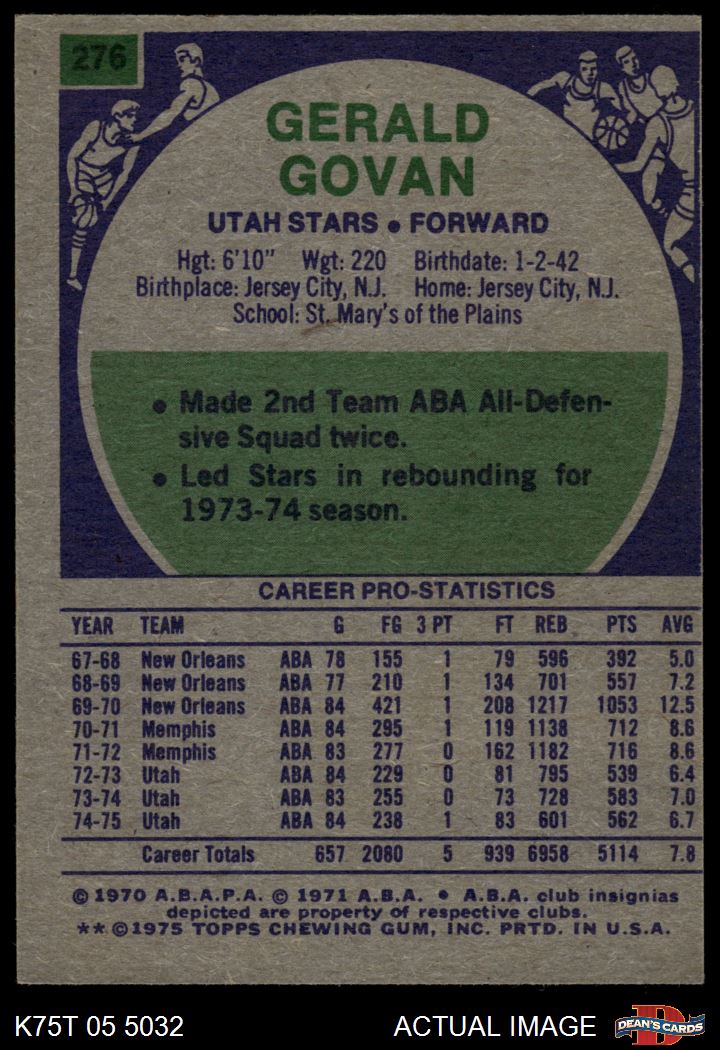 276
GERALD
GOVAN
UTAH STARS • FORWARD
Hgt: 6'10" Wgt: 220 Birthdate: 1-2-42
Birthplace: Jersey City, N.J. Home: Jersey City, N.J.
School: St. Mary's of the Plains
• Made 2nd Team ABA All-Defen-
sive Squad twice.
• Led Stars in rebounding for
1973-74 season.
CAREER PRO-STATISTICS
YEAR TEAM G FG 3 PT FT REB PTS AVG
67-68 New Orleans ABA 78 155 1 79 596 392 5.0
68-69 New Orleans ABA 77 210 1 134 701 557 7.2
69-70 New Orleans ABA 84 421 1 208 1217 1053 12.5
70-71 Memphis ABA 84 295 1 119 1138 712 8.6
71-72 Memphis ABA 83 277 0 162 1182 716 8.6
72-73 Utah ABA 84 229 0 81 795 539 6.4
73-74 Utah ABA 83 255 0 73 728 583 7.0
74-75 Utah ABA 84 238 1 83 601 562 6.7
Career Totals 657 2080 5 939 6958 5114 7.8
© 1970 A.B.A.P.A. © 1971 A.B.A. • A.B.A. club insignias
depicted are property of respective clubs.
** © 1975 TOPPS CHEWING GUM, INC. PRTD. IN U.S.A.
K75T 05 5032 ACTUAL IMAGE D DEAN'S CARDS